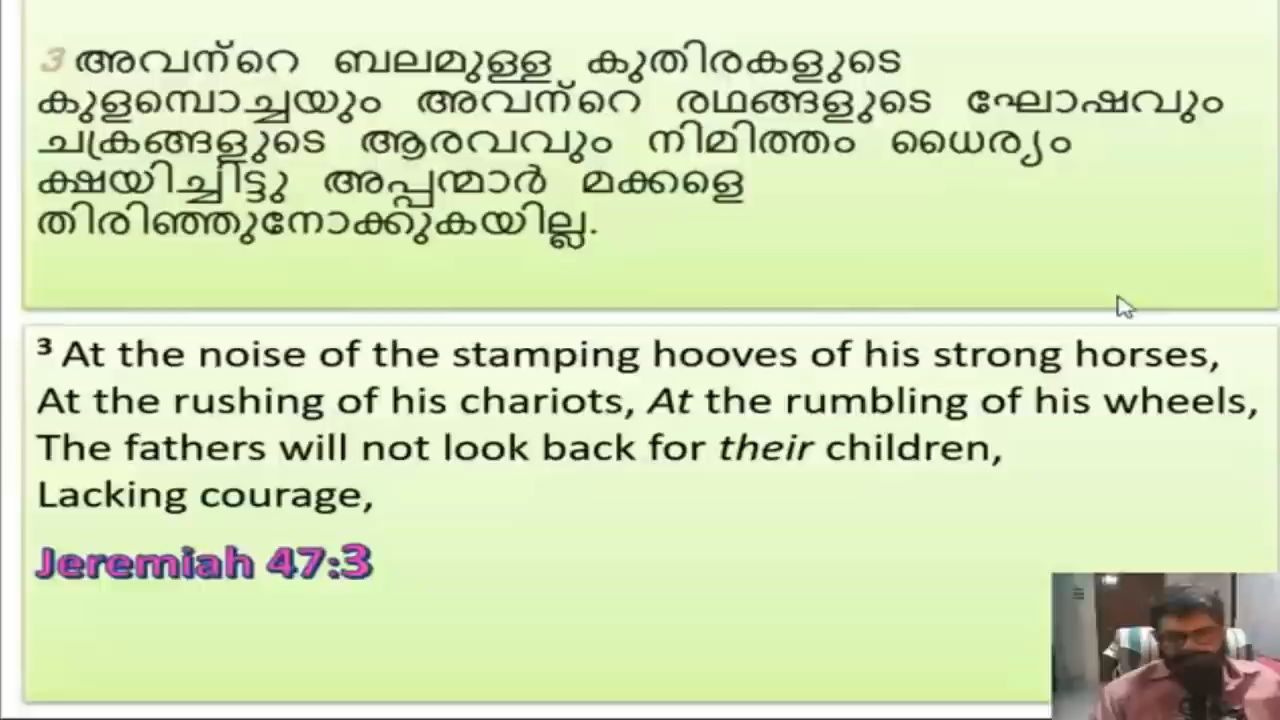 3 അവന്റെ ബലമുള്ള കുതിരകളുടെ
കുളമ്പൊച്ചയും അവന്റെ രഥങ്ങളുടെ ഘോഷവും
ചക്രങ്ങളുടെ ആരവവും നിമിത്തം ധൈര്യം
ക്ഷയിച്ചിട്ടു അപ്പന്മാർ മക്കളെ
തിരിഞ്ഞുനോക്കുകയില്ല.
³ At the noise of the stamping hooves of his strong horses,
At the rushing of his chariots, At the rumbling of his wheels,
The fathers will not look back for their children,
Lacking courage,
Jeremiah 47:3